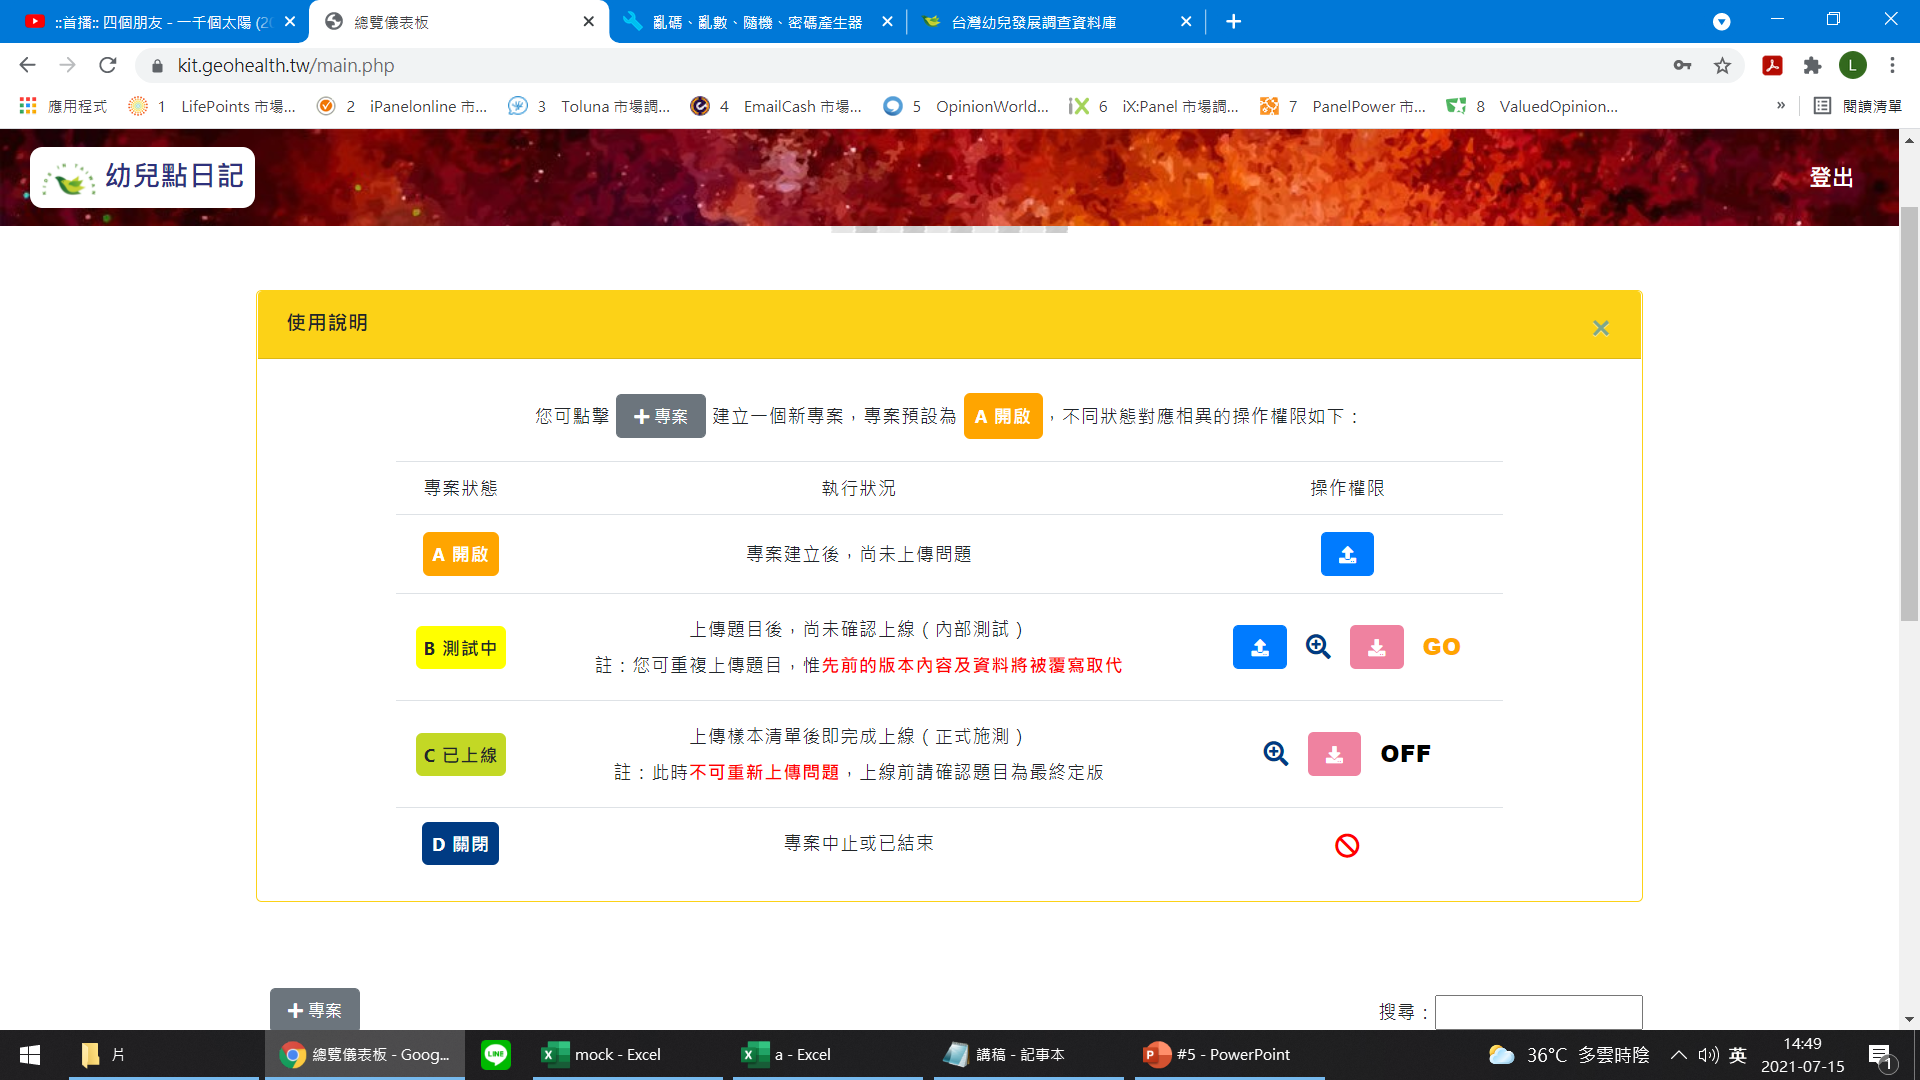 ::首播:: 四個朋友 - 一千個太陽 (20
總覽儀表板
亂碼、亂數、隨機、密碼產生器
台灣幼兒發展調查資料庫
kit.geohealth.tw/main.php
L
應用程式
1 LifePoints 市場...
2 iPanelonline 市...
3 Toluna 市場調...
4 EmailCash 市場...
5 OpinionWorld...
6 iX:Panel 市場調...
7 PanelPower 市...
8 ValuedOpinion...
»
閱讀清單
幼兒點日記
登出
使用說明
×
您可點擊 + 專案 建立一個新專案，專案預設為 A 開啟 ，不同狀態對應相異的操作權限如下：
專案狀態 執行狀況 操作權限
A 開啟 專案建立後，尚未上傳問題
B 測試中 上傳題目後，尚未確認上線（內部測試） GO
註：您可重複上傳題目，惟先前的版本內容及資料將被覆寫取代
C 已上線 上傳樣本清單後即完成上線（正式施測） OFF
註：此時不可重新上傳問題，上線前請確認題目為最終定版
D 關閉 專案中止或已結束
+ 專案
搜尋：
片
總覽儀表板 - Goog...
LINE
mock - Excel
a - Excel
講稿 - 記事本
#5 - PowerPoint
36°C 多雲時陰
英
14:49
2021-07-15
1